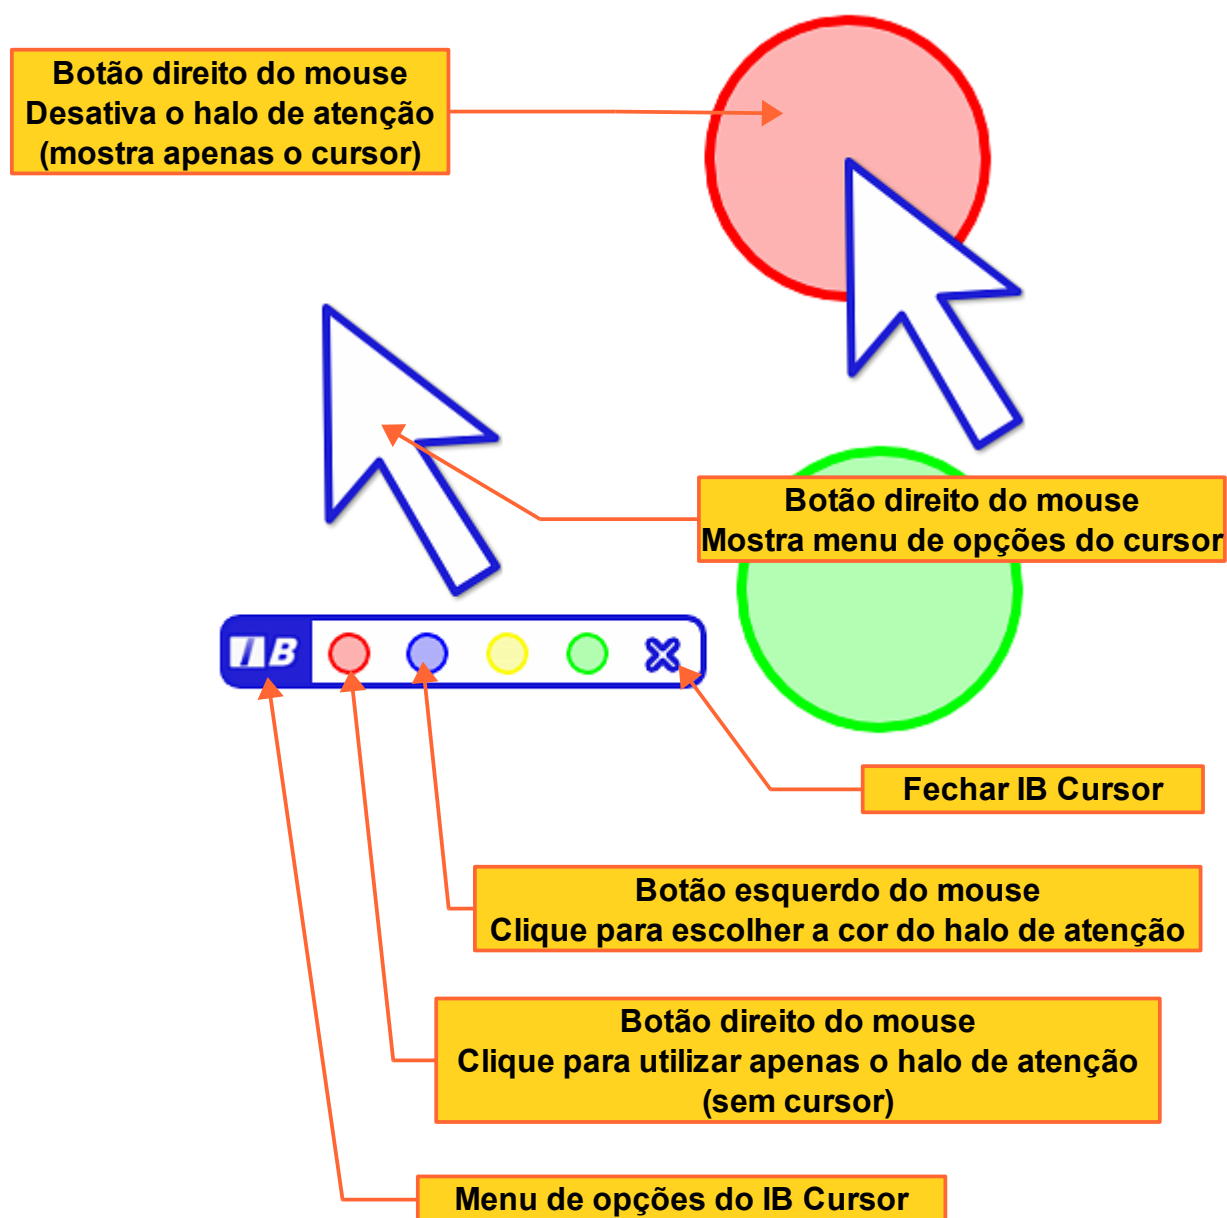 Botão direito do mouse
Desativa o halo de atenção
(mostra apenas o cursor)
Botão direito do mouse
Mostra menu de opções do cursor
IB
Fechar IB Cursor
Botão esquerdo do mouse
Clique para escolher a cor do halo de atenção
Botão direito do mouse
Clique para utilizar apenas o halo de atenção
(sem cursor)
Menu de opções do IB Cursor